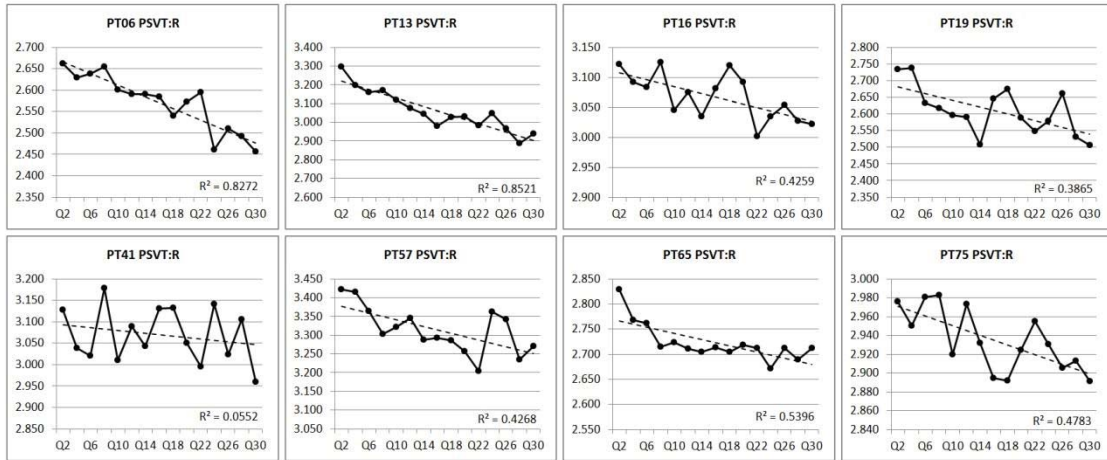 PT06 PSVT:R
2.700
2.650
2.600
2.550
2.500
2.450
2.400
2.350
R² = 0.8272
Q2 Q6 Q10 Q14 Q18 Q22 Q26 Q30
PT13 PSVT:R
3.400
3.300
3.200
3.100
3.000
2.900
2.800
2.700
2.600
R² = 0.8521
Q2 Q6 Q10 Q14 Q18 Q22 Q26 Q30
PT16 PSVT:R
3.150
3.100
3.050
3.000
2.950
2.900
R² = 0.4259
Q2 Q6 Q10 Q14 Q18 Q22 Q26 Q30
PT19 PSVT:R
2.800
2.750
2.700
2.650
2.600
2.550
2.500
2.450
2.400
2.350
R² = 0.3865
Q2 Q6 Q10 Q14 Q18 Q22 Q26 Q30
PT41 PSVT:R
3.200
3.150
3.100
3.050
3.000
2.950
2.900
2.850
R² = 0.0552
Q2 Q6 Q10 Q14 Q18 Q22 Q26 Q30
PT57 PSVT:R
3.450
3.400
3.350
3.300
3.250
3.200
3.150
3.100
3.050
R² = 0.4268
Q2 Q6 Q10 Q14 Q18 Q22 Q26 Q30
PT65 PSVT:R
2.850
2.800
2.750
2.700
2.650
2.600
2.550
R² = 0.5396
Q2 Q6 Q10 Q14 Q18 Q22 Q26 Q30
PT75 PSVT:R
3.000
2.980
2.960
2.940
2.920
2.900
2.880
2.860
2.840
R² = 0.4783
Q2 Q6 Q10 Q14 Q18 Q22 Q26 Q30